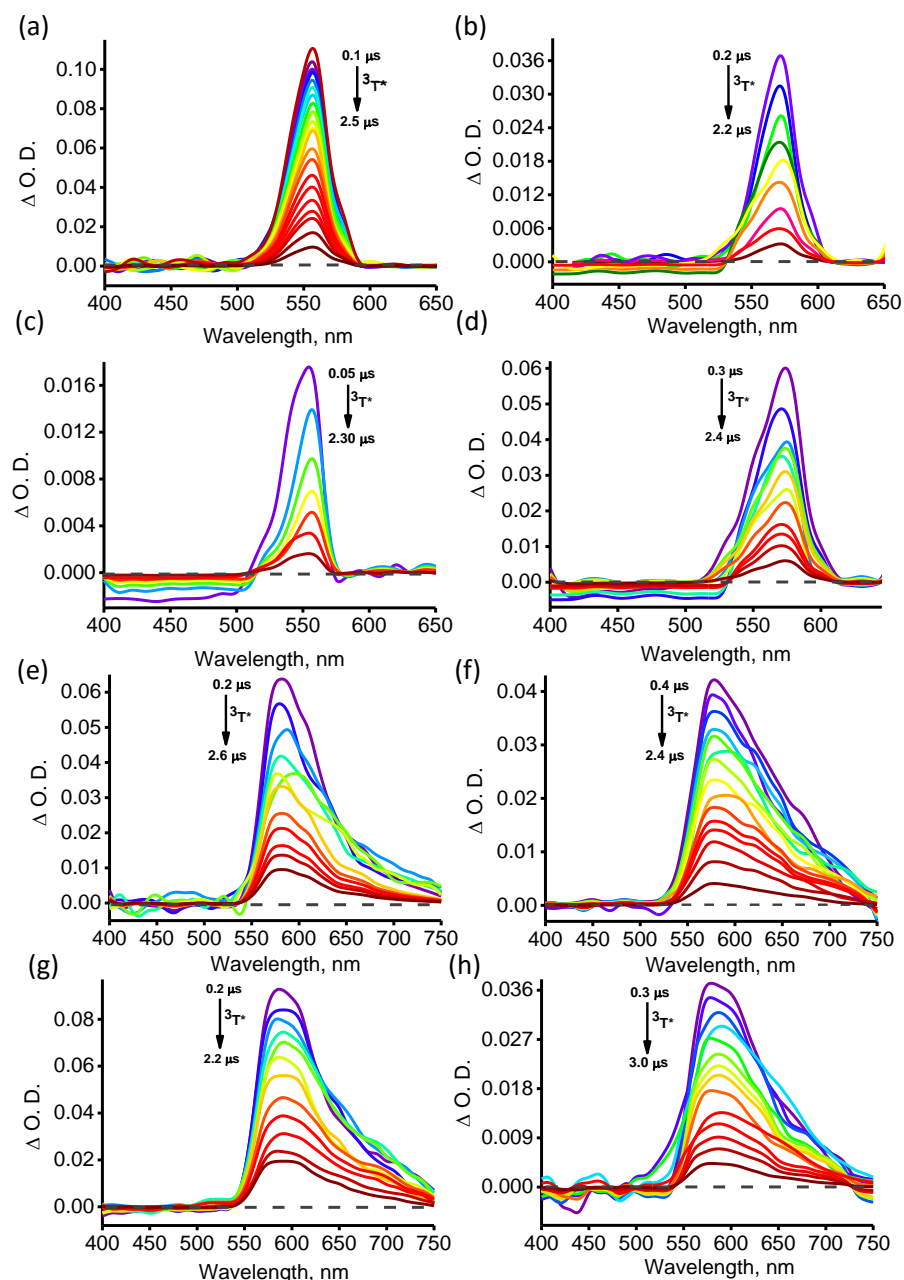 (a)
0.10
0.08
0.06
0.04
0.02
0.00
Δ O. D.
0.1 µs
³T*
2.5 µs
400 450 500 550 600 650
Wavelength, nm
(b)
0.036
0.030
0.024
0.018
0.012
0.006
0.000
Δ O. D.
0.2 µs
³T*
2.2 µs
400 450 500 550 600 650
Wavelength, nm
(c)
0.016
0.012
0.008
0.004
0.000
Δ O. D.
0.05 µs
³T*
2.30 µs
400 450 500 550 600 650
Wavelength, nm
(d)
0.06
0.05
0.04
0.03
0.02
0.01
0.00
Δ O. D.
0.3 µs
³T*
2.4 µs
400 450 500 550 600
Wavelength, nm
(e)
0.06
0.05
0.04
0.03
0.02
0.01
0.00
Δ O. D.
0.2 µs
³T*
2.6 µs
400 450 500 550 600 650 700 750
Wavelength, nm
(f)
0.04
0.03
0.02
0.01
0.00
Δ O. D.
0.4 µs
³T*
2.4 µs
400 450 500 550 600 650 700 750
Wavelength, nm
(g)
0.08
0.06
0.04
0.02
0.00
Δ O. D.
0.2 µs
³T*
2.2 µs
400 450 500 550 600 650 700 750
Wavelength, nm
(h)
0.036
0.027
0.018
0.009
0.000
Δ O. D.
0.3 µs
³T*
3.0 µs
400 450 500 550 600 650 700 750
Wavelength, nm